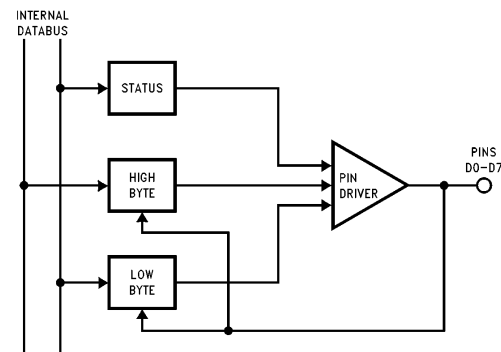 INTERNAL
DATABUS
STATUS
HIGH
BYTE
PIN
DRIVER
PINS
D0-D7
LOW
BYTE